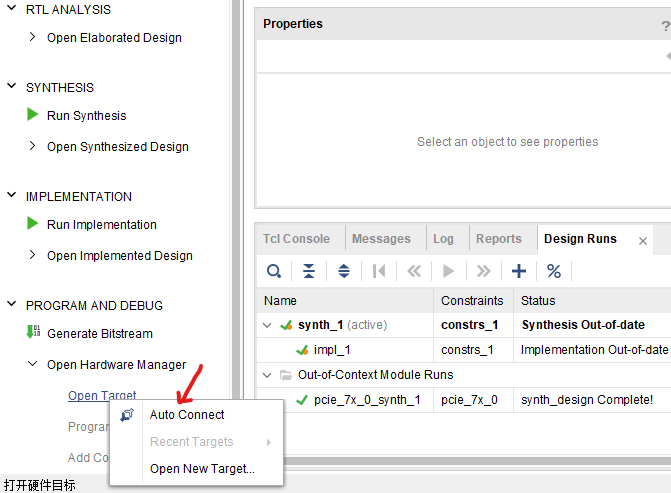 RTL ANALYSIS
Open Elaborated Design
SYNTHESIS
Run Synthesis
Open Synthesized Design
IMPLEMENTATION
Run Implementation
Open Implemented Design
PROGRAM AND DEBUG
Generate Bitstream
Open Hardware Manager
Open Target
Program
Add Co
Auto Connect
Recent Targets
Open New Target...
打开硬件目标
Properties
?
Select an object to see properties
Tcl Console Messages Log Reports Design Runs ×
%
Name Constraints Status
synth_1 (active) constrs_1 Synthesis Out-of-date
impl_1 constrs_1 Implementation Out-of-date
Out-of-Context Module Runs
pcie_7x_0_synth_1 pcie_7x_0 synth_design Complete!